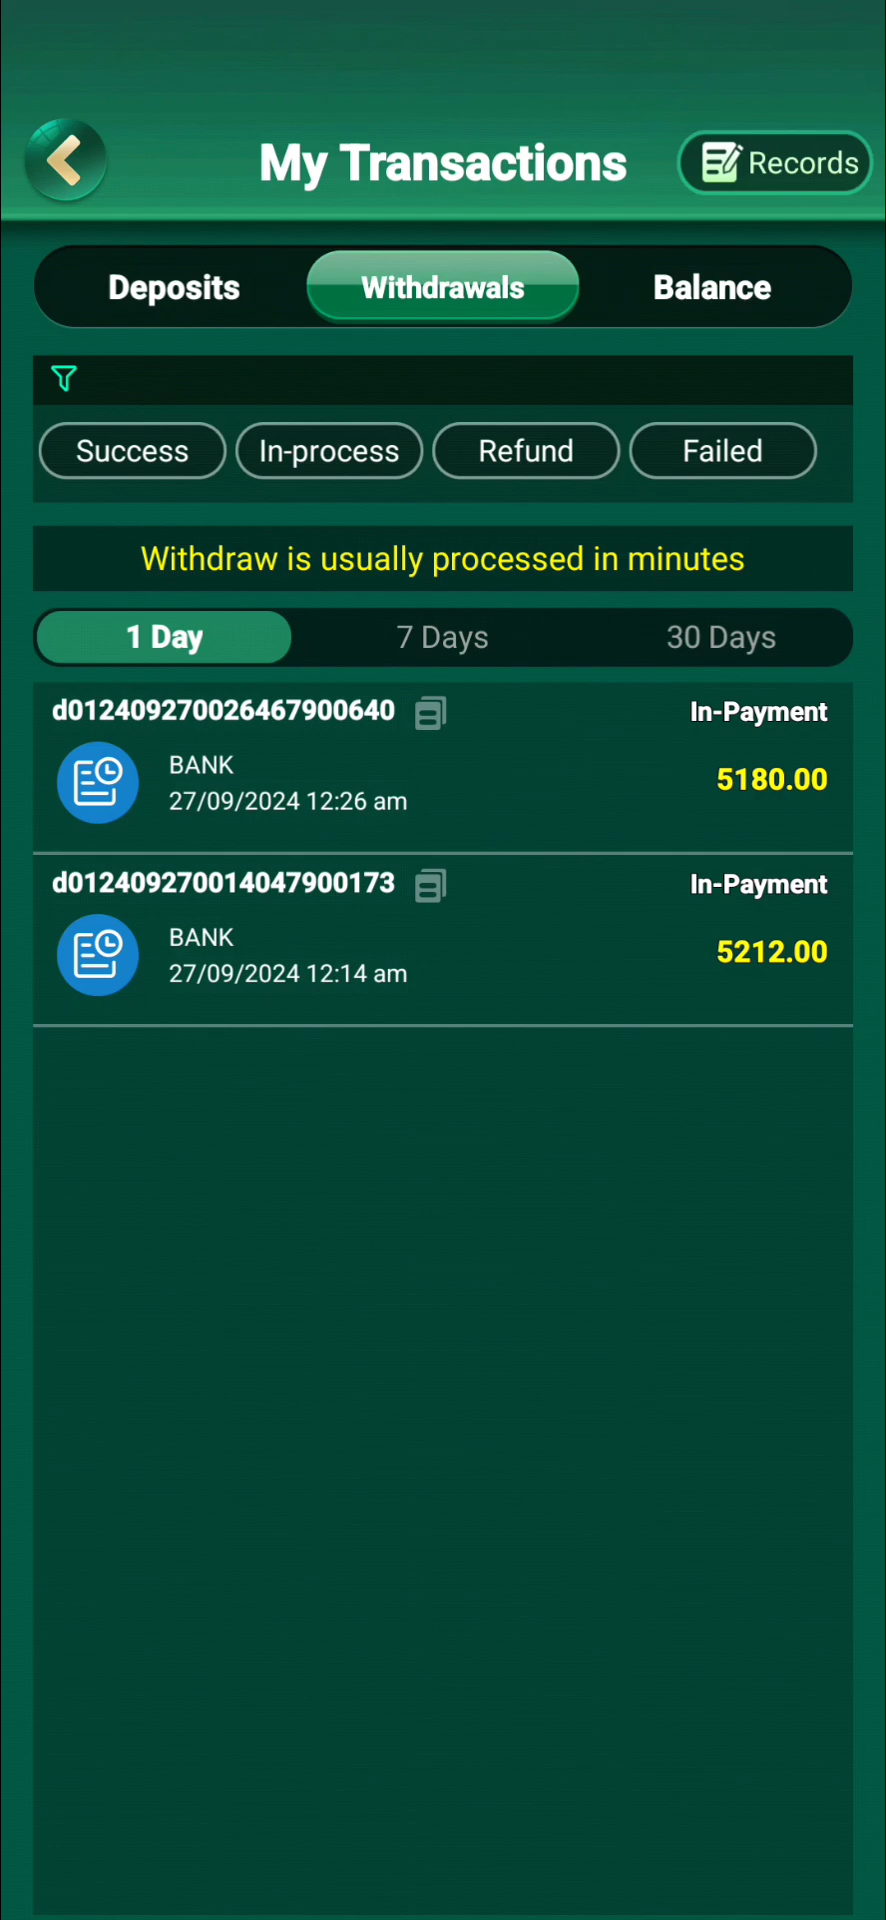 My Transactions
Records
Deposits
Withdrawals
Balance
Success
In-process
Refund
Failed
Withdraw is usually processed in minutes
1 Day
7 Days
30 Days
d012409270026467900640
In-Payment
BANK
5180.00
27/09/2024 12:26 am
d012409270014047900173
In-Payment
BANK
5212.00
27/09/2024 12:14 am